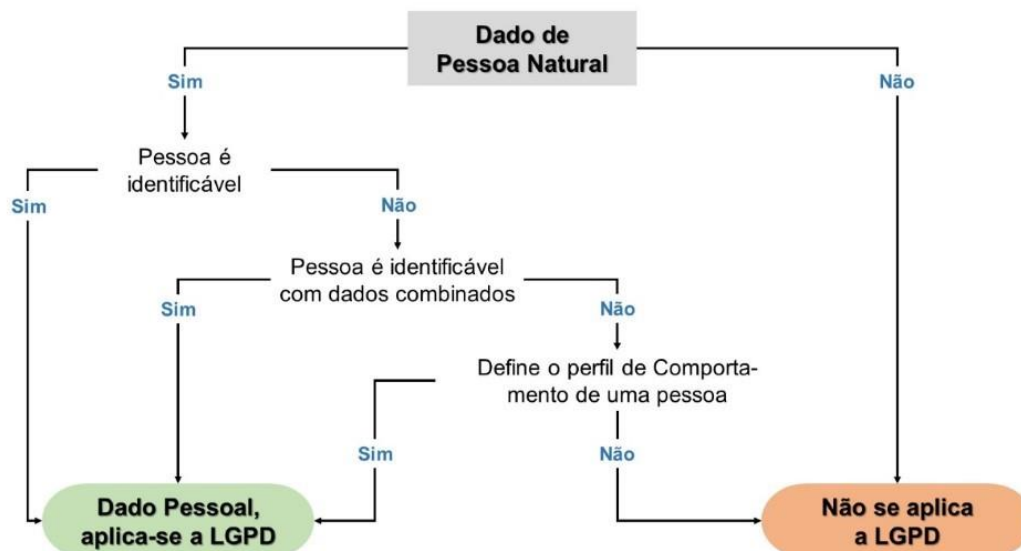 Dado de
Pessoa Natural
Sim
Não
Pessoa é
identificável
Sim
Não
Pessoa é identificável
com dados combinados
Sim
Não
Define o perfil de Comporta-
mento de uma pessoa
Sim
Não
Dado Pessoal,
aplica-se a LGPD
Não se aplica
a LGPD